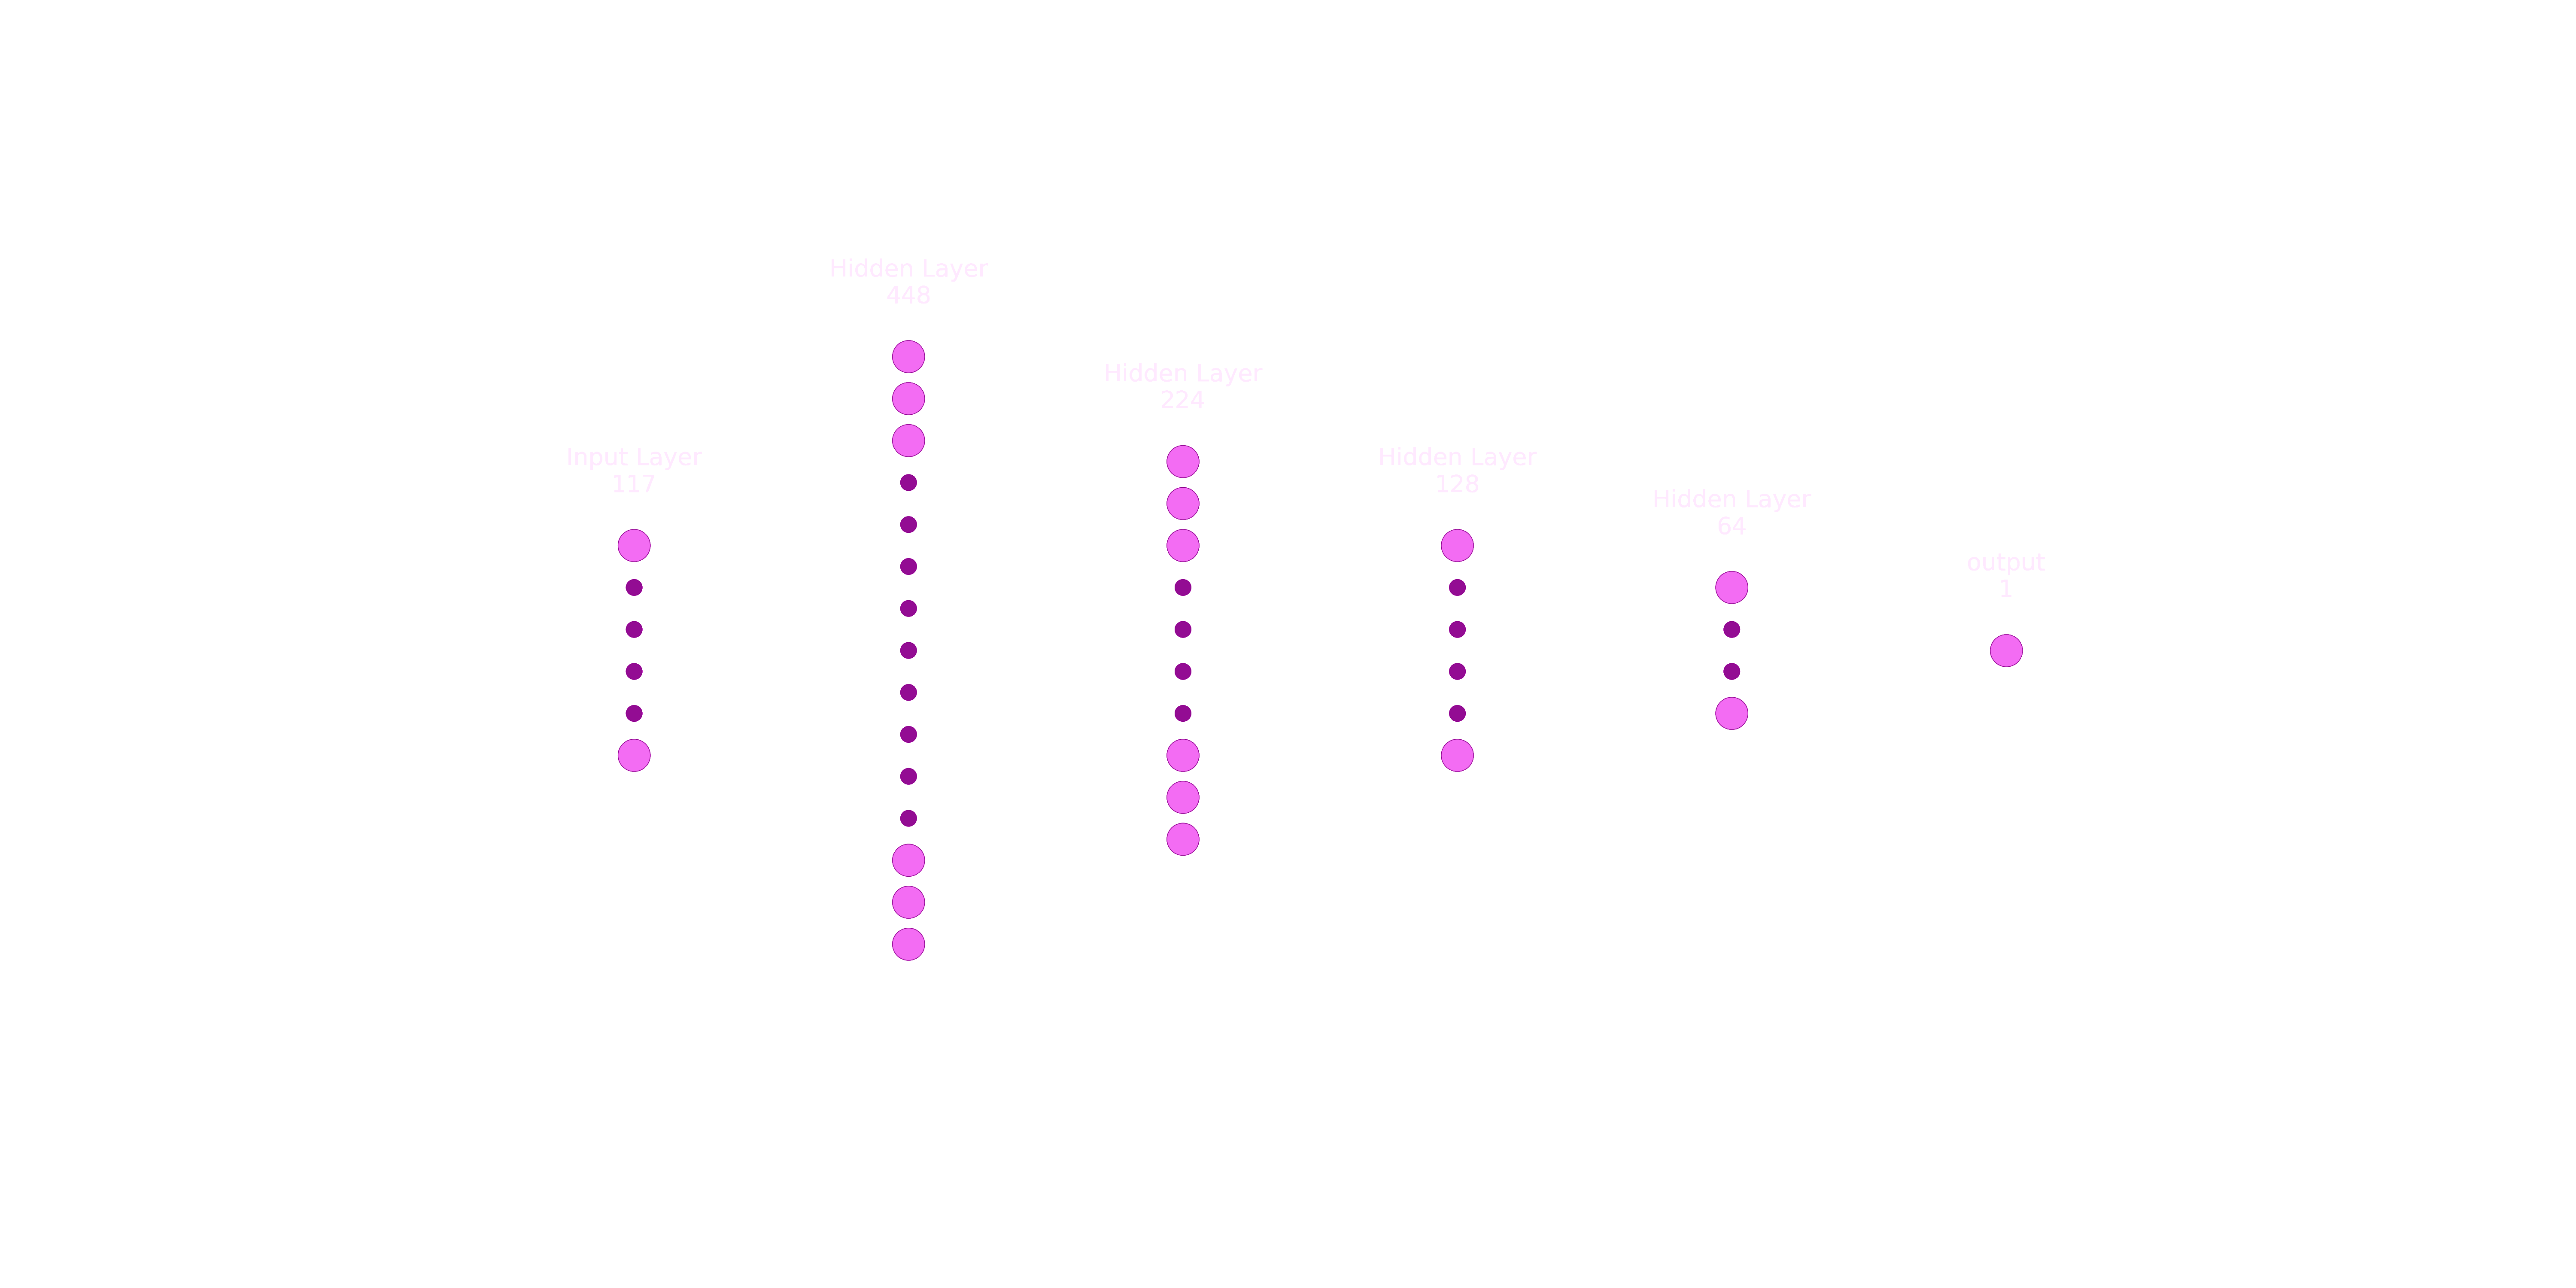 Input Layer
117
Hidden Layer
448
Hidden Layer
224
Hidden Layer
128
Hidden Layer
64
output
1